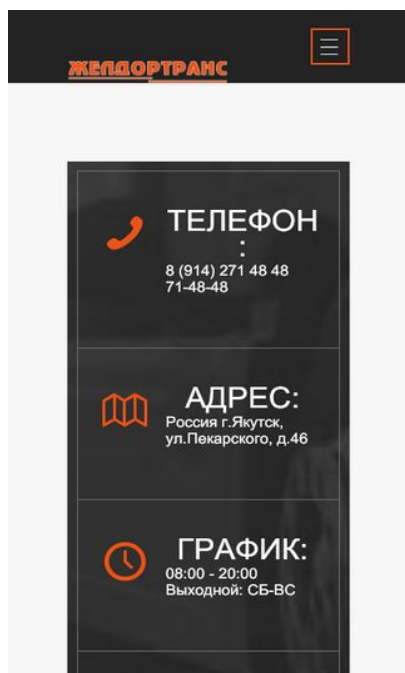 ЖЕЛДОРТРАНС
ТЕЛЕФОН
:
8 (914) 271 48 48
71-48-48
АДРЕС:
Россия г.Якутск,
ул.Пекарского, д.46
ГРАФИК:
08:00 - 20:00
Выходной: СБ-ВС